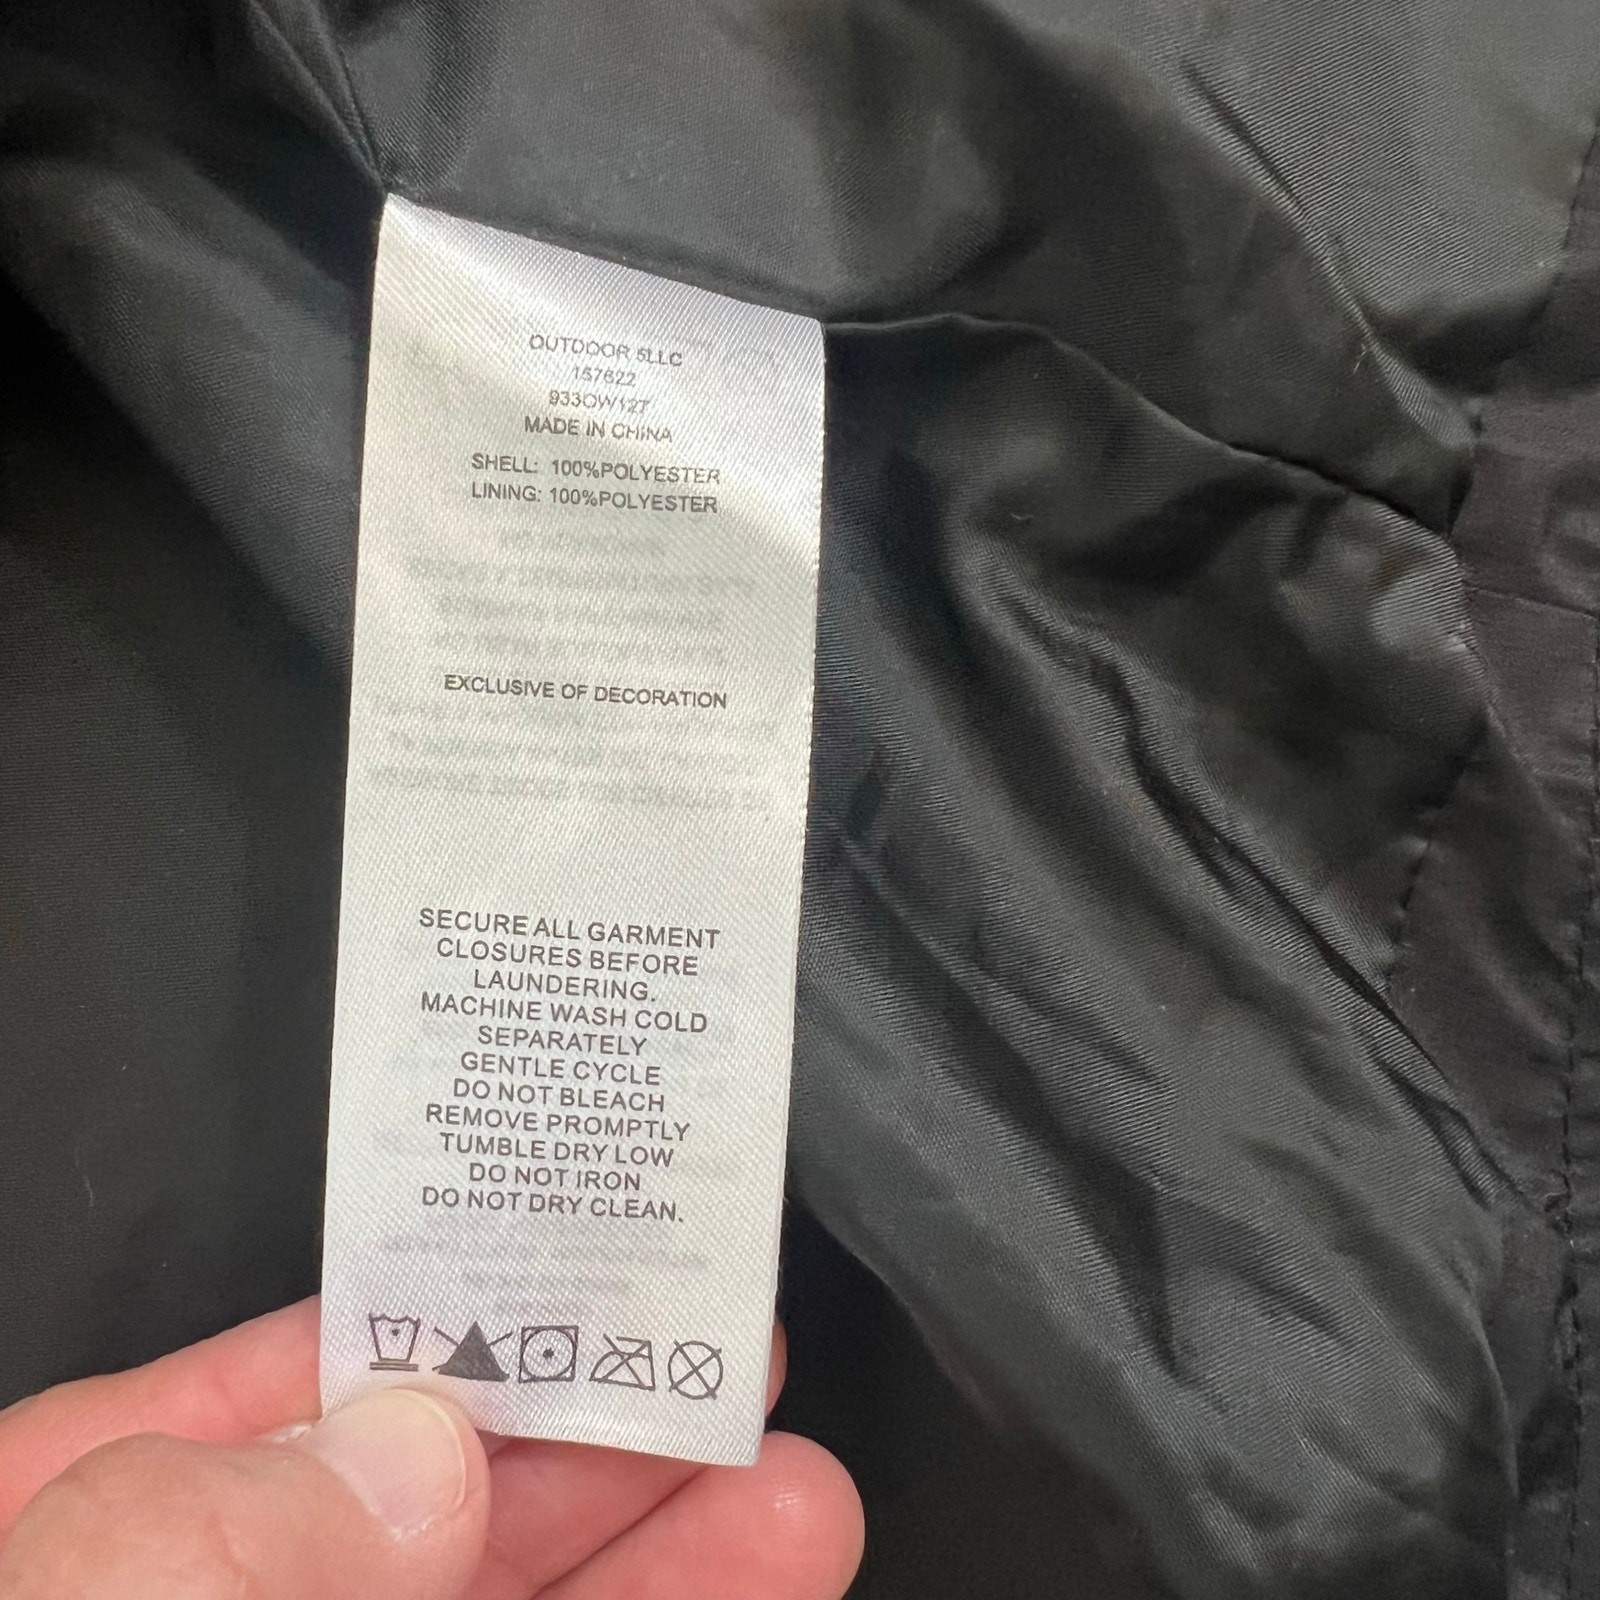 OUTDOOR 5LLC
157622
933OW127
MADE IN CHINA
SHELL: 100%POLYESTER
LINING: 100%POLYESTER
EXCLUSIVE OF DECORATION
SECURE ALL GARMENT
CLOSURES BEFORE
LAUNDERING.
MACHINE WASH COLD
SEPARATELY
GENTLE CYCLE
DO NOT BLEACH
REMOVE PROMPTLY
TUMBLE DRY LOW
DO NOT IRON
DO NOT DRY CLEAN.